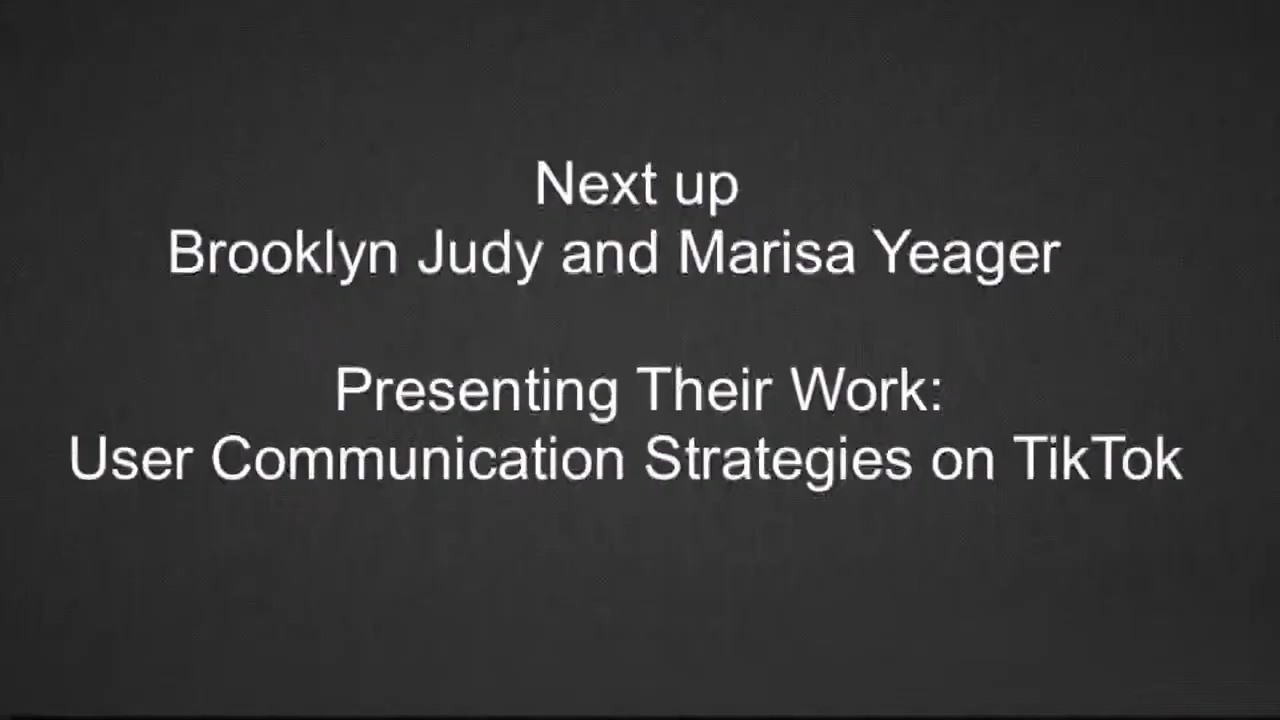 Next up
Brooklyn Judy and Marisa Yeager
Presenting Their Work:
User Communication Strategies on TikTok